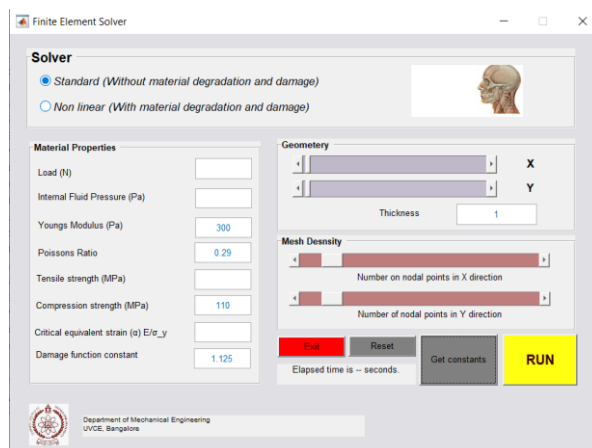 Finite Element Solver
Solver
Standard (Without material degradation and damage)
Non linear (With material degradation and damage)
Material Properties
Load (N)
Internal Fluid Pressure (Pa)
Youngs Modulus (Pa)
300
Poissons Ratio
0.29
Tensile strength (MPa)
Compression strength (MPa)
110
Critical equivalent strain (α) E/σ_y
Damage function constant
1.125
Geometery
X
Y
Thickness
1
Mesh Desnsity
Number on nodal points in X direction
Number of nodal points in Y direction
Exit
Reset
Get constants
RUN
Elapsed time is -- seconds.
Department of Mechanical Engineering
UVCE, Bangalore